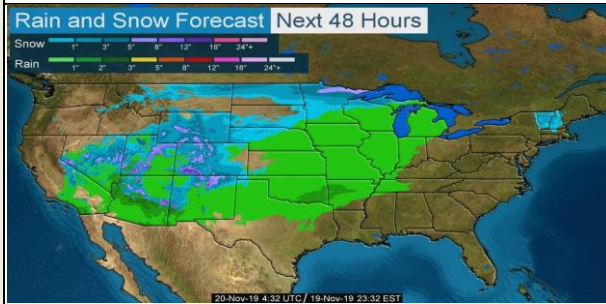 Rain and Snow Forecast Next 48 Hours
Snow
1" 3" 5" 8" 12" 18" 24"+
Rain
1" 2" 3" 5" 8" 12" 18" 24"+
20-Nov-19 4:32 UTC / 19-Nov-19 23:32 EST